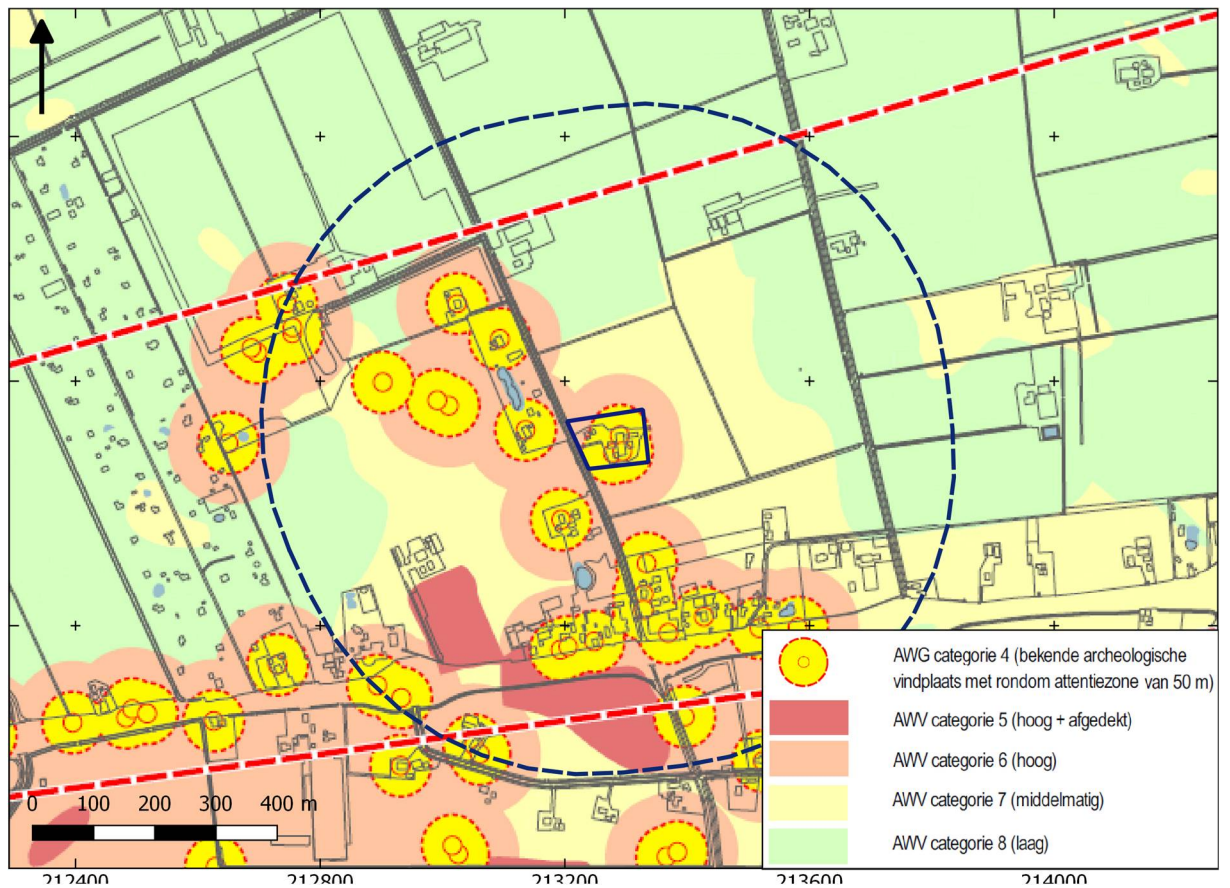 AWG categorie 4 (bekende archeologische
vindplaats met rondom attentiezone van 50 m)
AWV categorie 5 (hoog + afgedekt)
AWV categorie 6 (hoog)
AWV categorie 7 (middelmatig)
AWV categorie 8 (laag)
0 100 200 300 400 m
212400 212800 213200 213600 214000